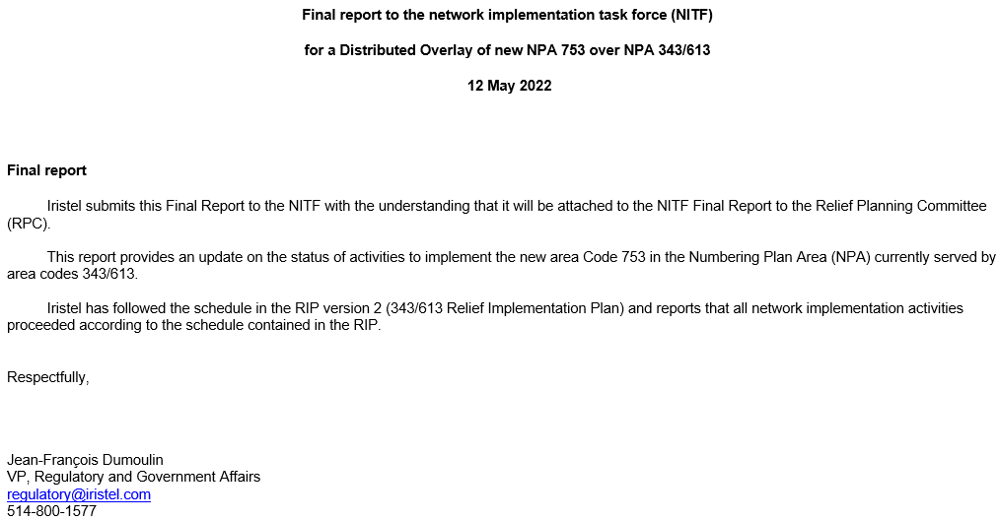 Final report to the network implementation task force (NITF)
for a Distributed Overlay of new NPA 753 over NPA 343/613
12 May 2022
Final report
Iristel submits this Final Report to the NITF with the understanding that it will be attached to the NITF Final Report to the Relief Planning Committee
(RPC).
This report provides an update on the status of activities to implement the new area Code 753 in the Numbering Plan Area (NPA) currently served by
area codes 343/613.
Iristel has followed the schedule in the RIP version 2 (343/613 Relief Implementation Plan) and reports that all network implementation activities
proceeded according to the schedule contained in the RIP.
Respectfully,
Jean-François Dumoulin
VP, Regulatory and Government Affairs
regulatory@iristel.com
514-800-1577